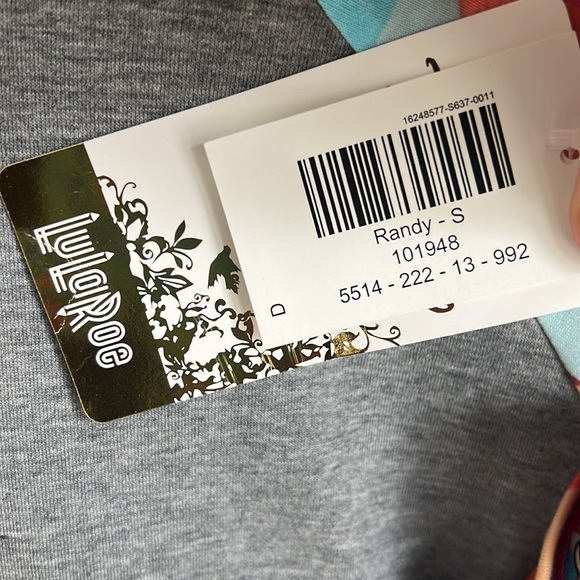 LuLaRoe
16248577-S637-0011
Randy - S
101948
5514 - 222 - 13 - 992
D